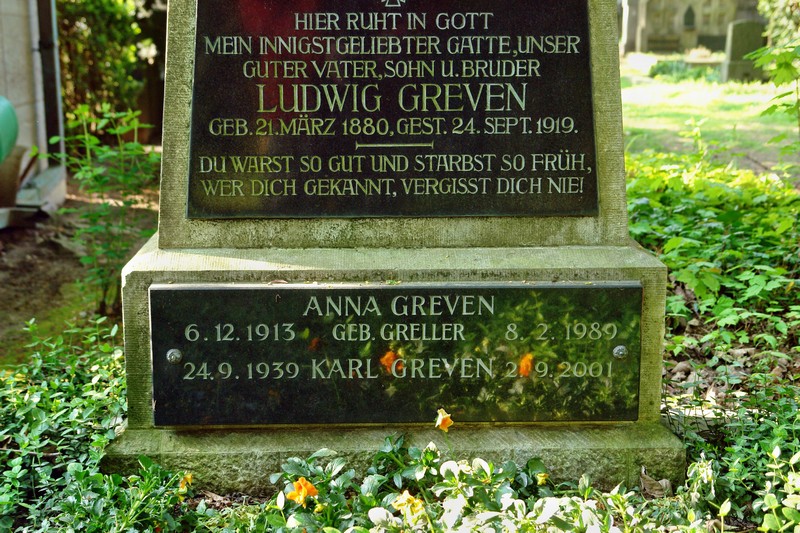 HIER RUHT IN GOTT
MEIN INNIGSTGELIEBTER GATTE, UNSER
GUTER VATER, SOHN U. BRUDER
LUDWIG GREVEN
GEB. 21. MÄRZ 1880, GEST. 24. SEPT. 1919.
DU WARST SO GUT UND STARBST SO FRÜH,
WER DICH GEKANNT, VERGISST DICH NIE!
ANNA GREVEN
6. 12. 1913 GEB. GRELLER 8. 2. 1989
24. 9. 1939 KARL GREVEN 9. 2001